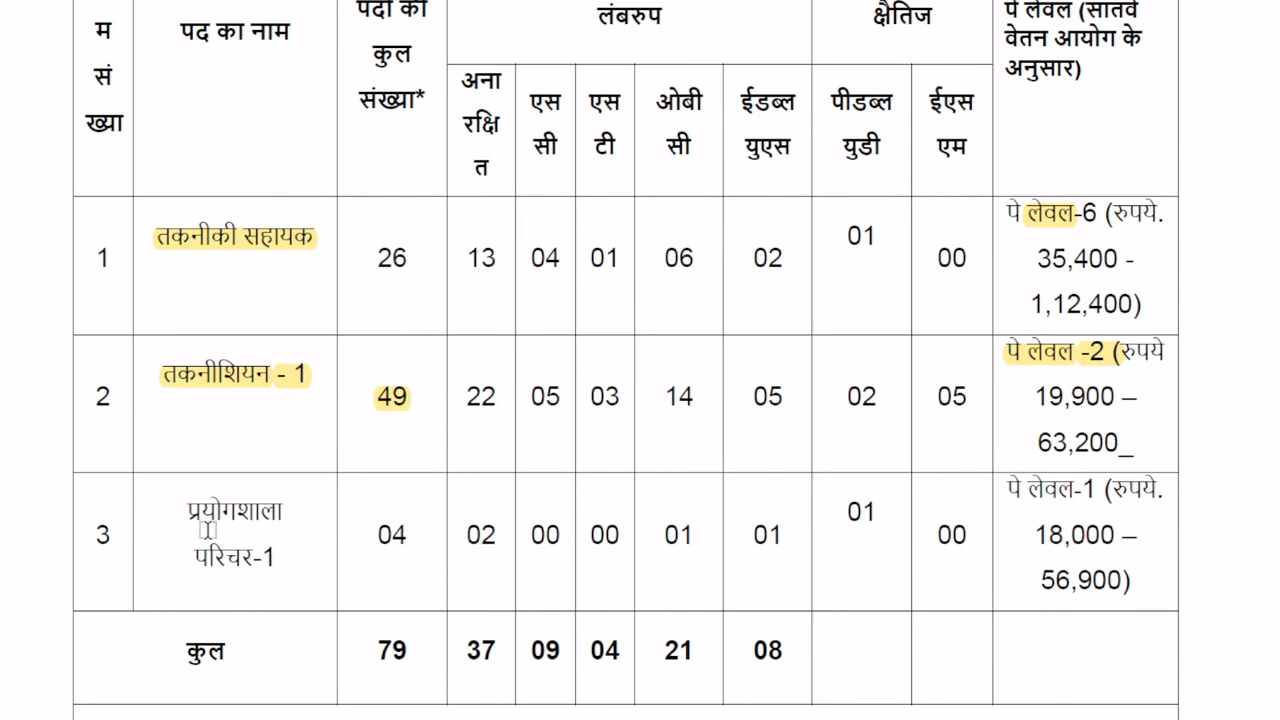 म
सं
ख्या
पद का नाम
पदों की
कुल
संख्या*
लंबरुप
क्षैतिज
पे लेवल (सातवें
वेतन आयोग के
अनुसार)
अना
रक्षि
त
एस
सी
एस
टी
ओबी
सी
ईडब्ल
युएस
पीडब्ल
युडी
ईएस
एम
1
तकनीकी सहायक
26
13
04
01
06
02
01
00
पे लेवल-6 (रुपये.
35,400 -
1,12,400)
2
तकनीशियन - 1
49
22
05
03
14
05
02
05
पे लेवल -2 (रुपये
19,900 –
63,200_
3
प्रयोगशाला
परिचर-1
04
02
00
00
01
01
01
00
पे लेवल-1 (रुपये.
18,000 –
56,900)
कुल
79
37
09
04
21
08